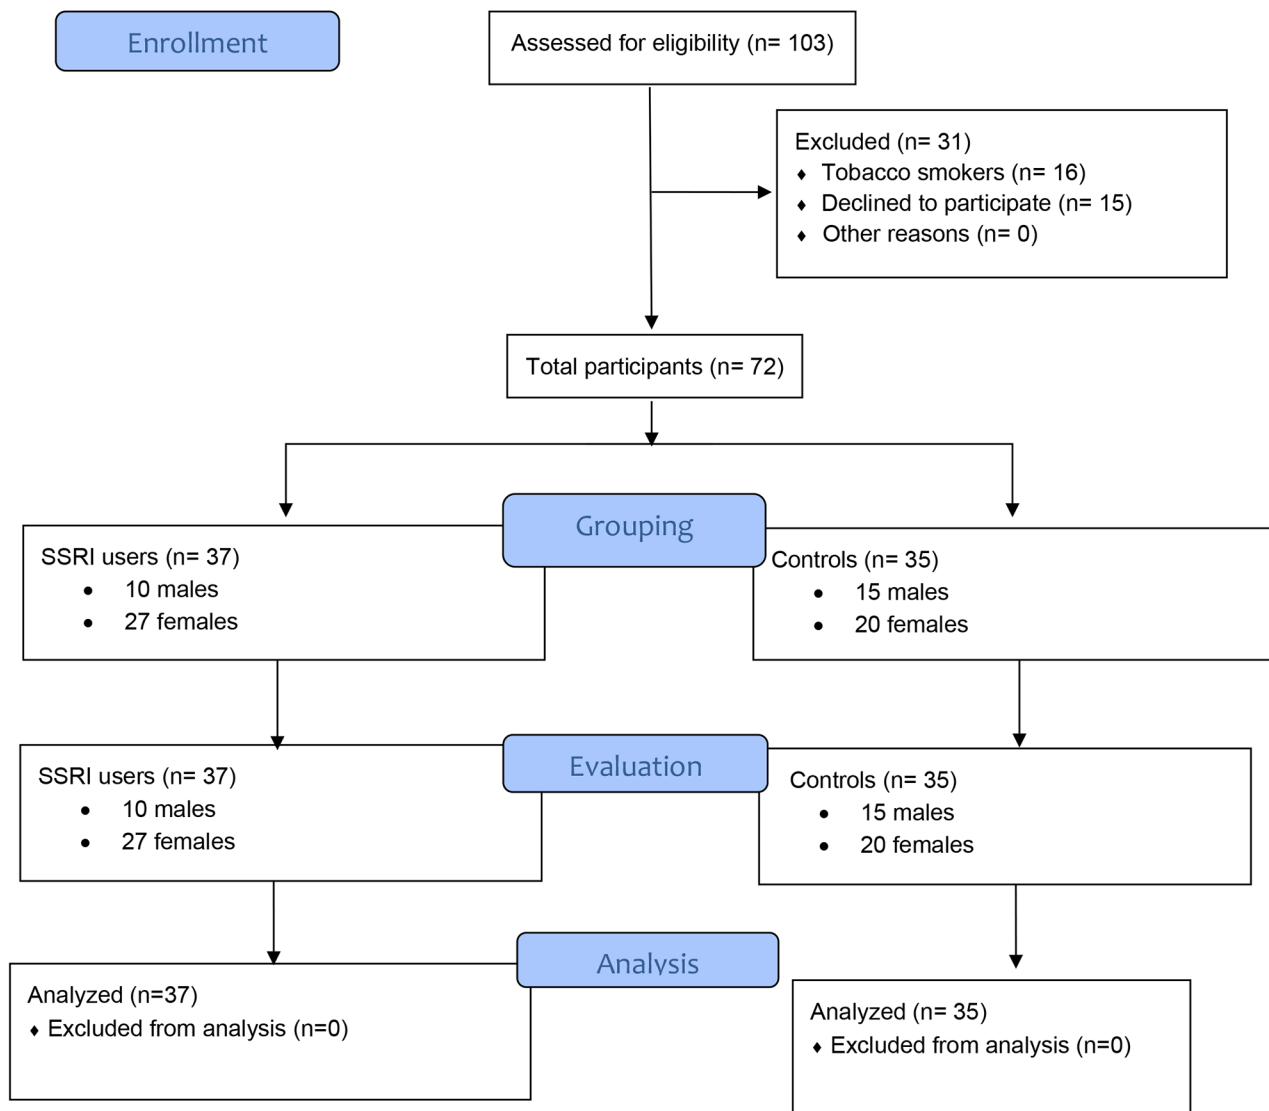 Enrollment
Assessed for eligibility (n= 103)
Excluded (n= 31)
♦ Tobacco smokers (n= 16)
♦ Declined to participate (n= 15)
♦ Other reasons (n= 0)
Total participants (n= 72)
Grouping
SSRI users (n= 37)
• 10 males
• 27 females
Controls (n= 35)
• 15 males
• 20 females
Evaluation
SSRI users (n= 37)
• 10 males
• 27 females
Controls (n= 35)
• 15 males
• 20 females
Analysis
Analyzed (n=37)
♦ Excluded from analysis (n=0)
Analyzed (n= 35)
♦ Excluded from analysis (n=0)